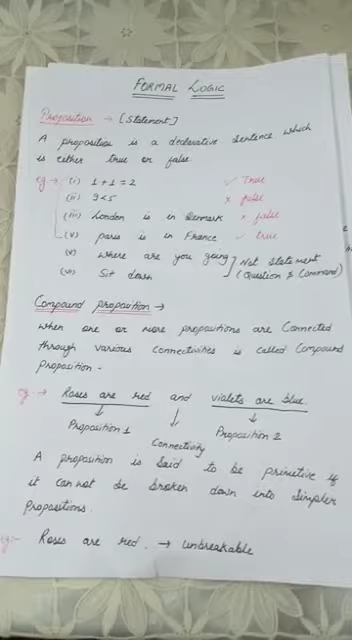 FORMAL LOGIC
Proposition → [Statement]
A proposition is a declarative sentence which
is either true or false.
eg → (i) 1 + 1 = 2 ✓ True
(ii) 9 < 5 × false
(iii) London is in Denmark × false
(v) paris is in France ✓ true
(v) where are you going
(vi) Sit down
] Not Statement
(Question & Command)
Compound proposition →
when one or more prepositions are Connected
through various connectivities is called Compound
Proposition -
eg → Roses are red and violets are blue.
↓ ↓ ↓
Proposition 1 Connectivity Proposition 2
A proposition is said to be primitive if
it can not be broken down into simpler
Propositions.
eg:- Roses are red. → unbreakable